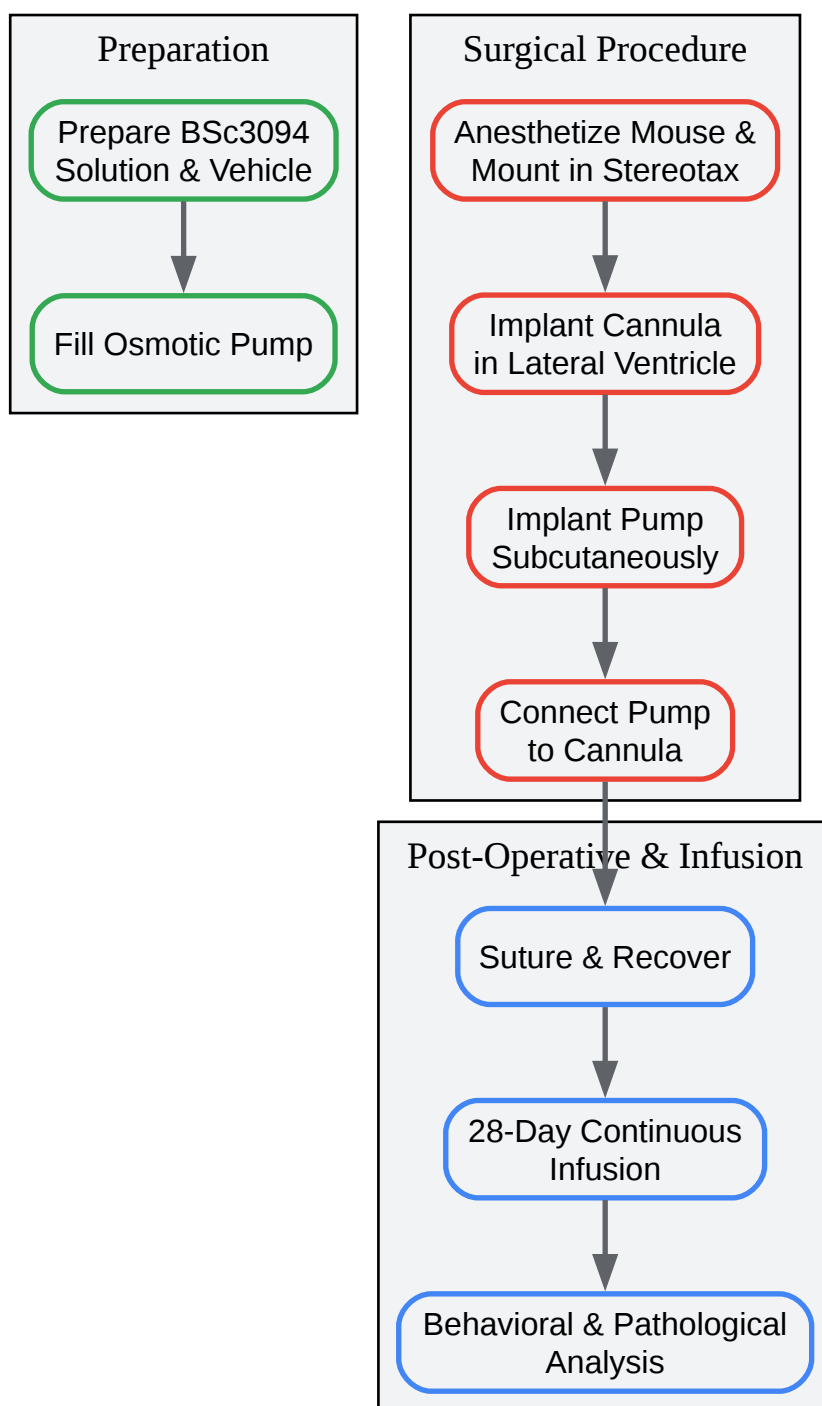 Preparation
Prepare BSc3094
Solution & Vehicle
Fill Osmotic Pump
Surgical Procedure
Anesthetize Mouse &
Mount in Stereotax
Implant Cannula
in Lateral Ventricle
Implant Pump
Subcutaneously
Connect Pump
to Cannula
Post-Operative & Infusion
Suture & Recover
28-Day Continuous
Infusion
Behavioral & Pathological
Analysis